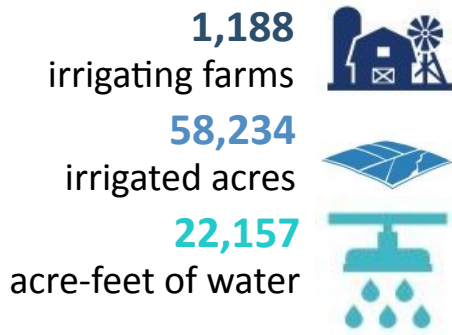 1,188
irrigating farms
58,234
irrigated acres
22,157
acre-feet of water